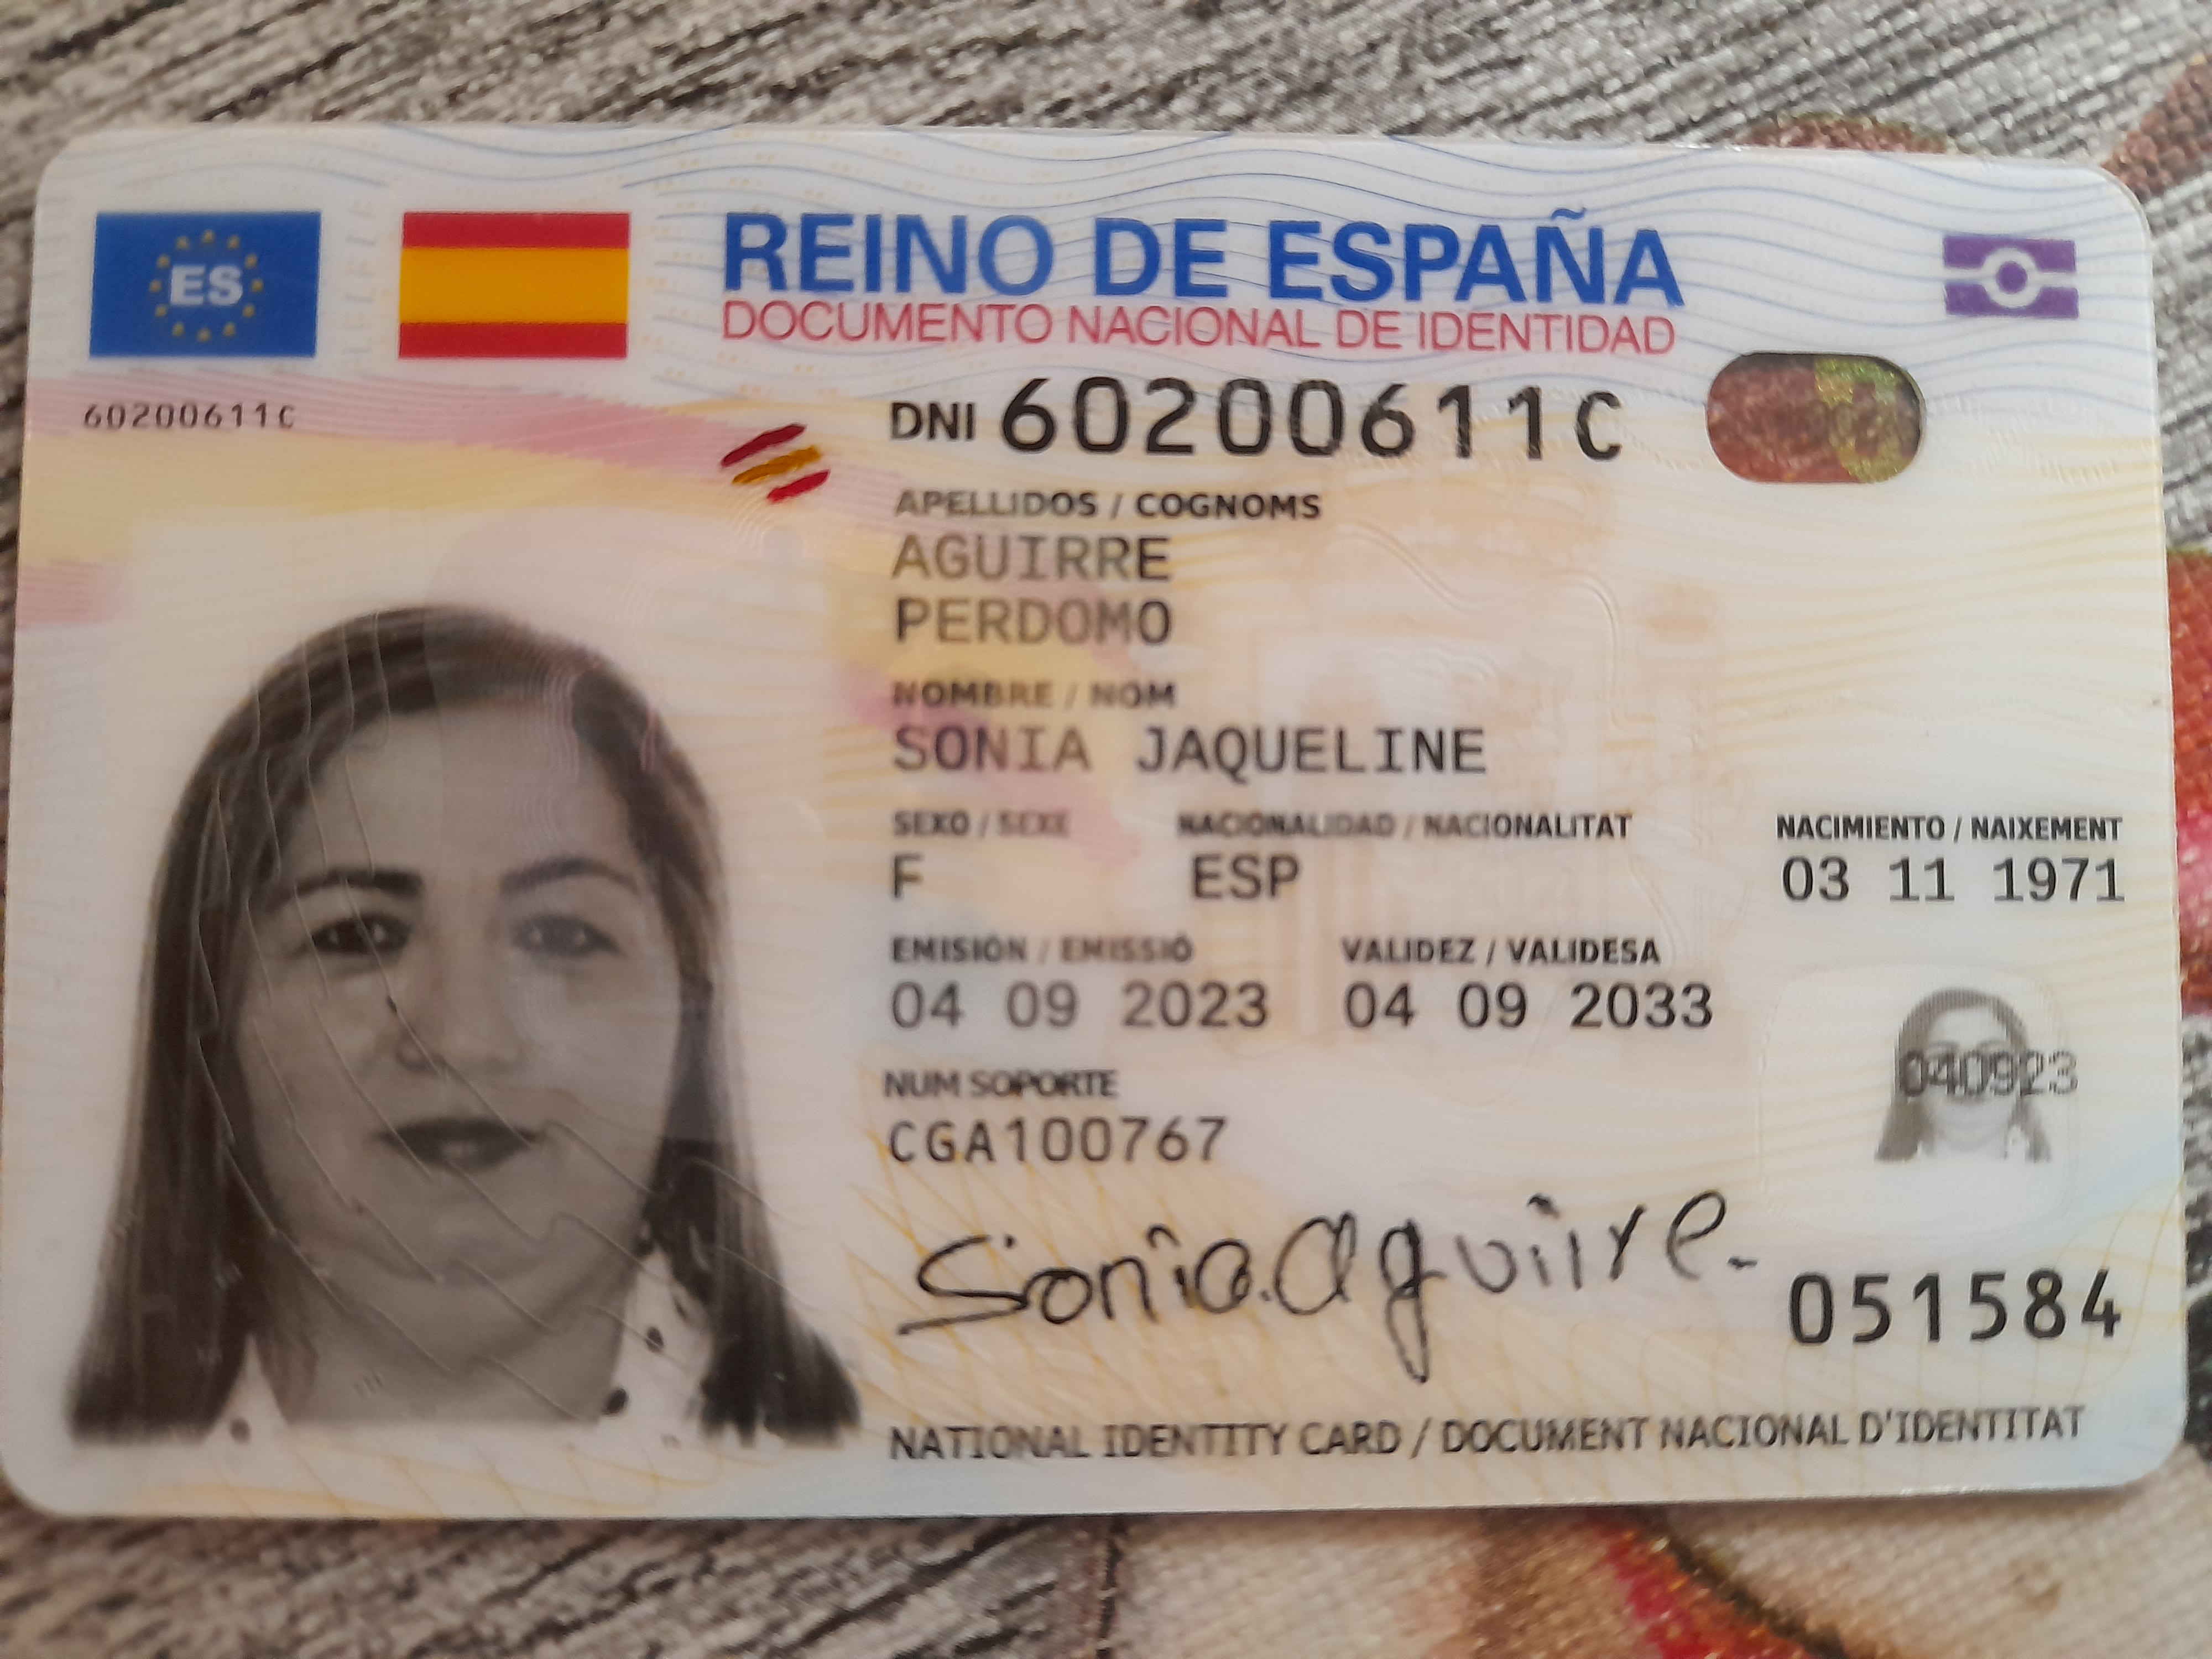 ES
REINO DE ESPAÑA
DOCUMENTO NACIONAL DE IDENTIDAD
60200611C
DNI 60200611C
APELLIDOS / COGNOMS
AGUIRRE
PERDOMO
NOMBRE / NOM
SONIA JAQUELINE
SEXO / SEXE NACIONALIDAD / NACIONALITAT NACIMIENTO / NAIXEMENT
F ESP 03 11 1971
EMISIÓN / EMISSIÓ VALIDEZ / VALIDESA
04 09 2023 04 09 2033
NUM SOPORTE
CGA100767
040923
Sonia Aguirre
051584
NATIONAL IDENTITY CARD / DOCUMENT NACIONAL D'IDENTITAT